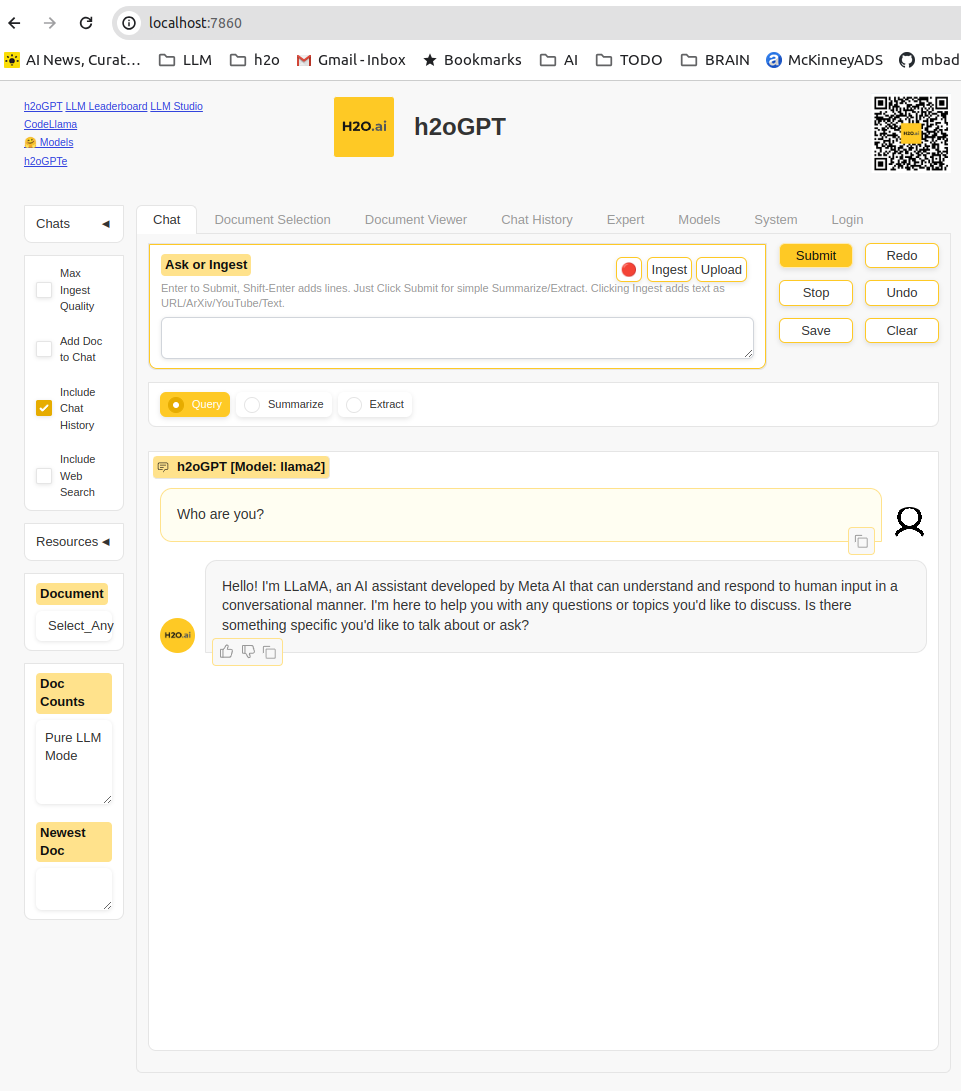 localhost:7860
AI News, Curat... LLM h2o Gmail - Inbox Bookmarks AI TODO BRAIN McKinneyADS mbad
h2oGPT LLM Leaderboard LLM Studio
CodeLlama
🤗 Models
h2oGPTe
H2O.ai
h2oGPT
H2O.ai
Chats ◀
Max
Ingest
Quality
Add Doc
to Chat
Include
Chat
History
Include
Web
Search
Resources ◀
Document
Select_Any
Doc
Counts
Pure LLM
Mode
Newest
Doc
Chat Document Selection Document Viewer Chat History Expert Models System Login
Ask or Ingest
Ingest Upload
Enter to Submit, Shift-Enter adds lines. Just Click Submit for simple Summarize/Extract. Clicking Ingest adds text as
URL/ArXiv/YouTube/Text.
Submit Redo
Stop Undo
Save Clear
Query Summarize Extract
h2oGPT [Model: llama2]
Who are you?
Hello! I'm LLaMA, an AI assistant developed by Meta AI that can understand and respond to human input in a
conversational manner. I'm here to help you with any questions or topics you'd like to discuss. Is there
something specific you'd like to talk about or ask?
H2O.ai